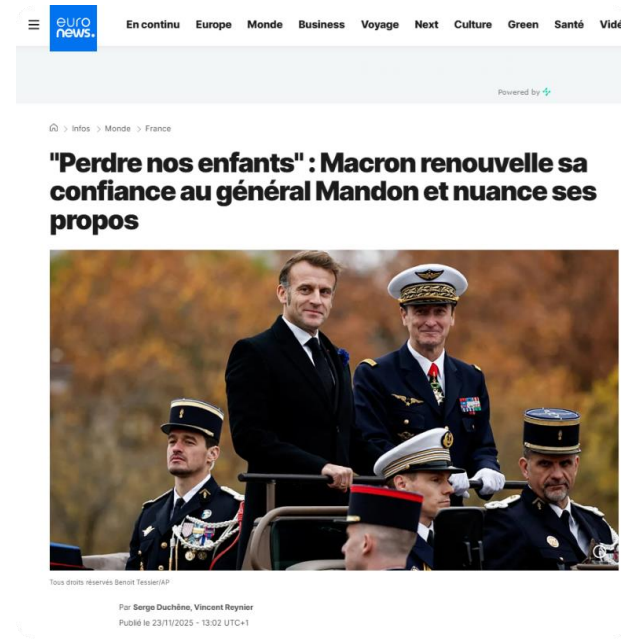 euro
news.
En continu Europe Monde Business Voyage Next Culture Green Santé
Powered by
Infos > Monde > France
"Perdre nos enfants" : Macron renouvelle sa
confiance au général Mandon et nuance ses
propos
Tous droits réservés Benoit Tessier/AP
Par Serge Duchêne, Vincent Reynier
Publié le 23/11/2025 - 13:02 UTC+1